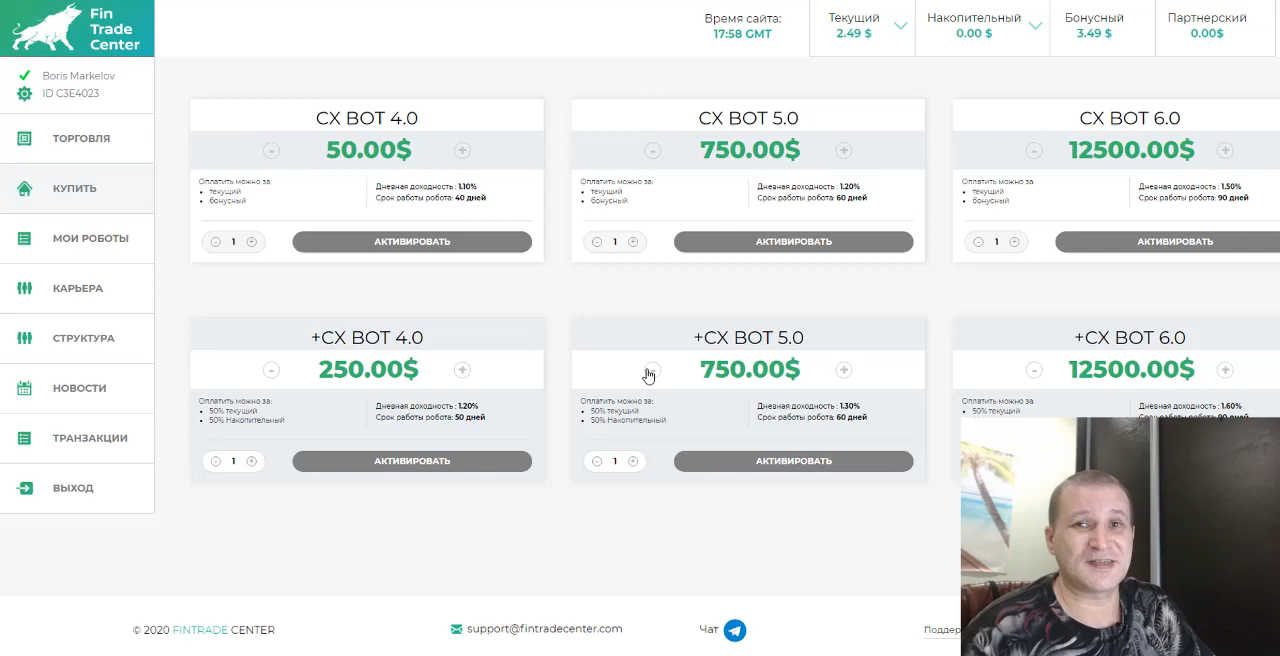 Fin
Trade
Center
Время сайта:
17:58 GMT
Текущий
2.49 $
Накопительный
0.00 $
Бонусный
3.49 $
Партнерский
0.00$
Boris Markelov
ID C3E4023
ТОРГОВЛЯ
КУПИТЬ
МОИ РОБОТЫ
КАРЬЕРА
СТРУКТУРА
НОВОСТИ
ТРАНЗАКЦИИ
ВЫХОД
CX BOT 4.0
- 50.00$ +
Оплатить можно за:
• текущий
• бонусный
Дневная доходность : 1.10%
Срок работы робота: 40 дней
- 1 +
АКТИВИРОВАТЬ
CX BOT 5.0
- 750.00$ +
Оплатить можно за:
• текущий
• бонусный
Дневная доходность : 1.20%
Срок работы робота: 60 дней
- 1 +
АКТИВИРОВАТЬ
CX BOT 6.0
- 12500.00$ +
Оплатить можно за:
• текущий
• бонусный
Дневная доходность : 1.50%
Срок работы робота: 90 дней
- 1 +
АКТИВИРОВАТЬ
+CX BOT 4.0
- 250.00$ +
Оплатить можно за:
• 50% текущий
• 50% Накопительный
Дневная доходность : 1.20%
Срок работы робота: 50 дней
- 1 +
АКТИВИРОВАТЬ
+CX BOT 5.0
750.00$ +
Оплатить можно за:
• 50% текущий
• 50% Накопительный
Дневная доходность : 1.30%
Срок работы робота: 60 дней
- 1 +
АКТИВИРОВАТЬ
+CX BOT 6.0
- 12500.00$ +
Оплатить можно за:
• 50% текущий
Дневная доходность : 1.60%
Срок работы робота: 90 дней
© 2020 FINTRADE CENTER
support@fintradecenter.com
Чат
Поддер